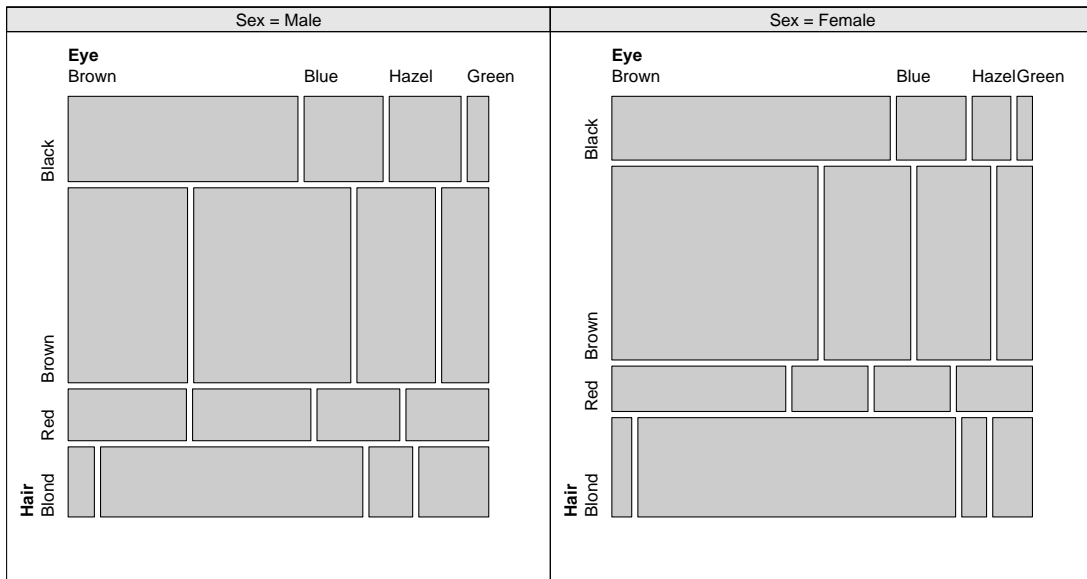 Sex = Male
Eye
Brown Blue Hazel Green
Black
Brown
Red
Blond
Hair
Sex = Female
Eye
Brown Blue Hazel Green
Black
Brown
Red
Blond
Hair